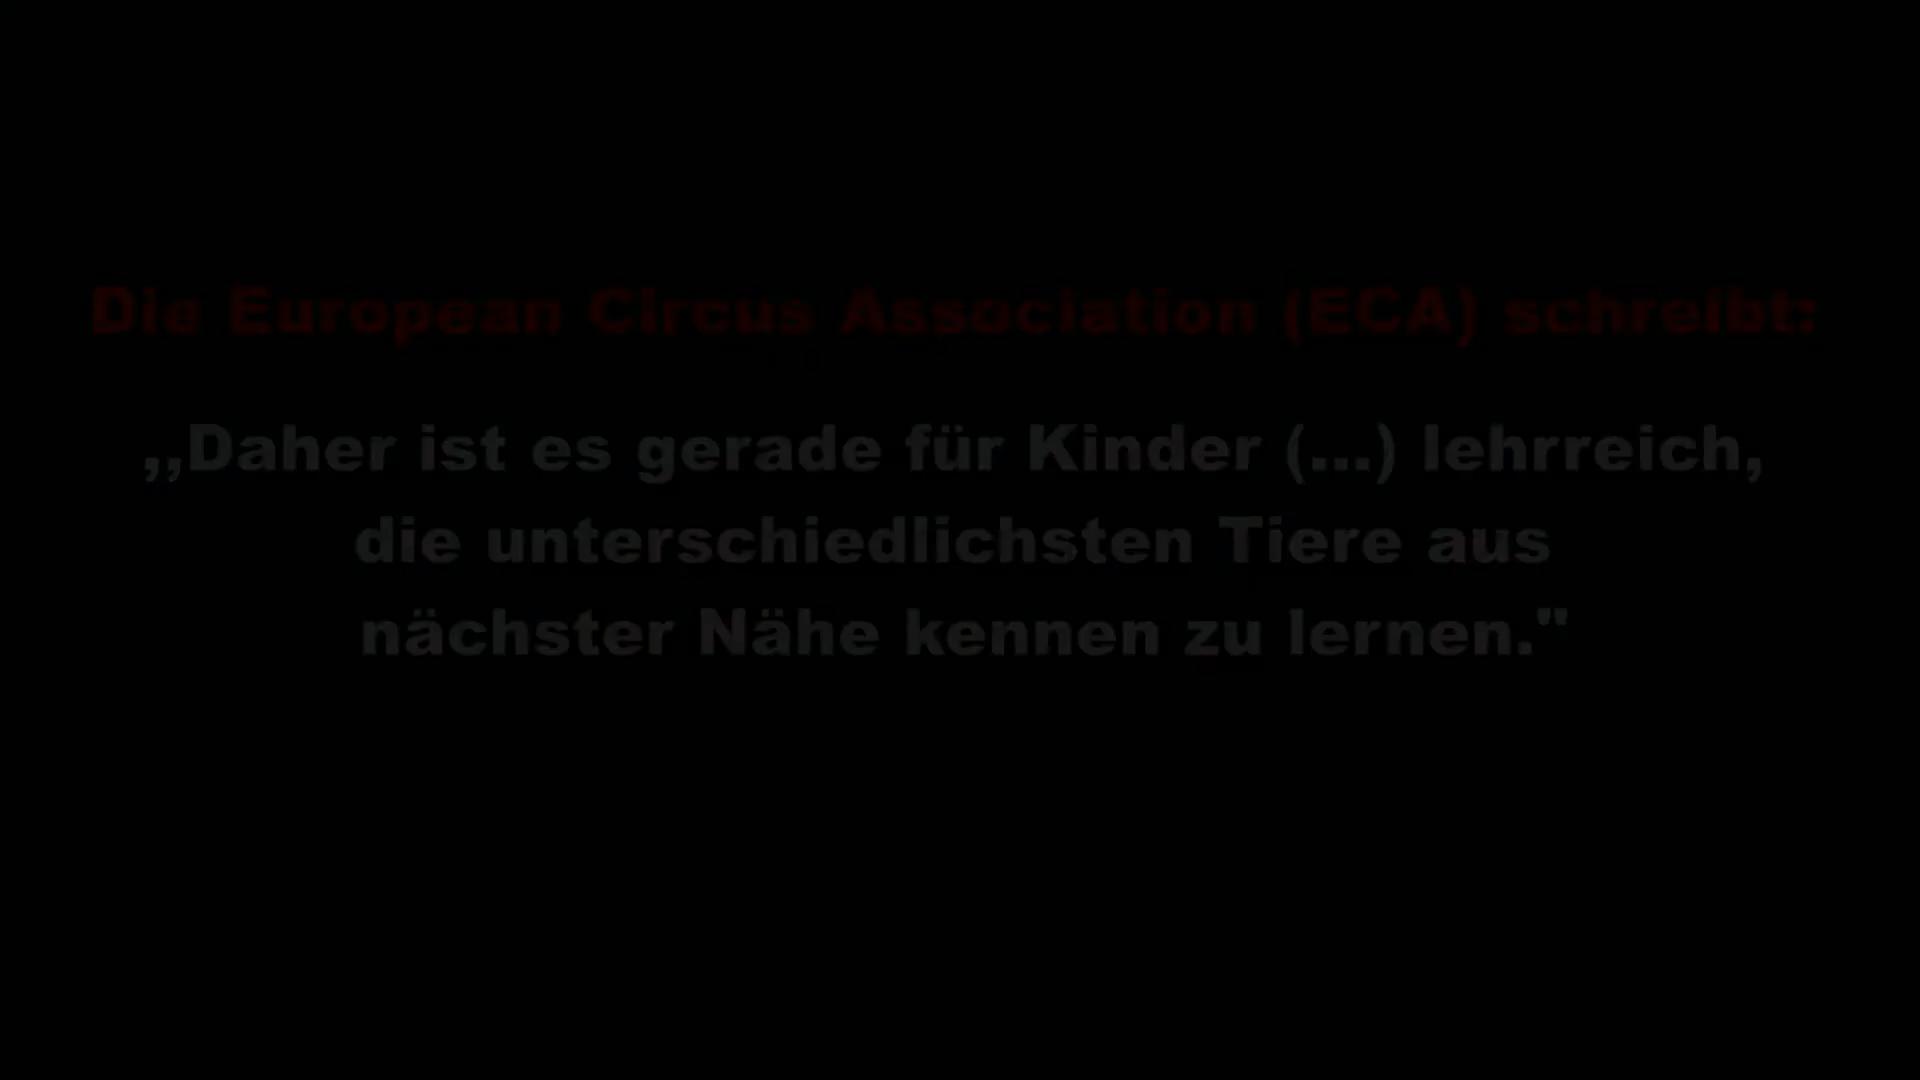 Die European Circus Association (ECA) schreibt:
,,Daher ist es gerade für Kinder (...) lehrreich,
die unterschiedlichsten Tiere aus
nächster Nähe kennen zu lernen."